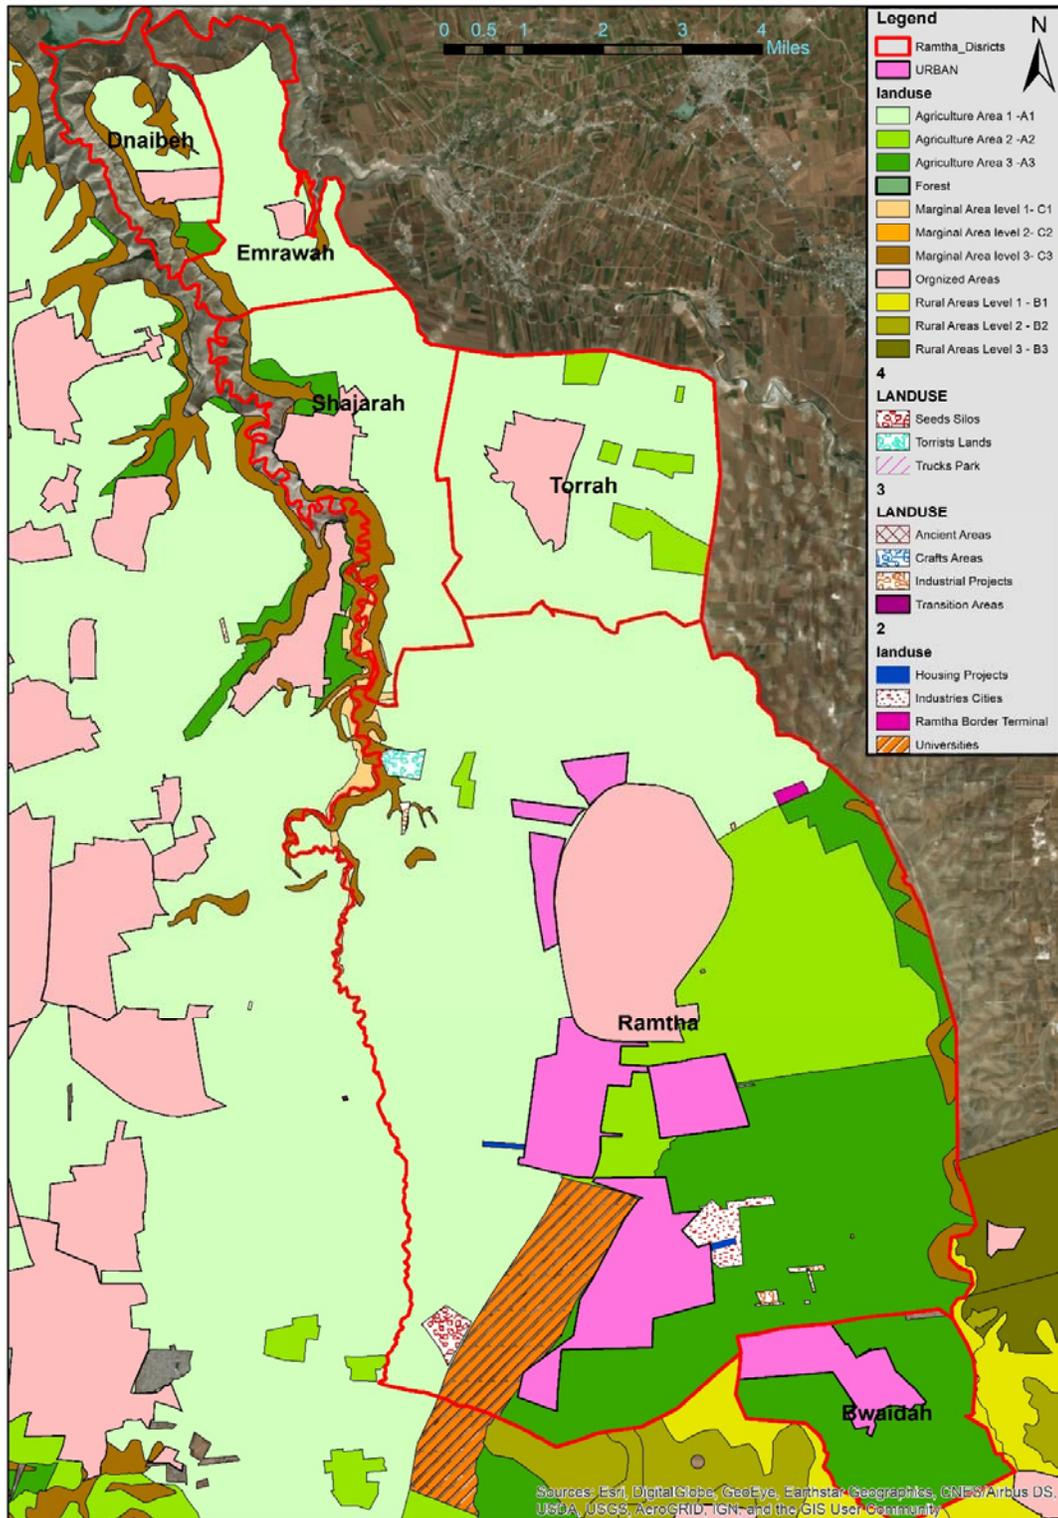 0 0.5 1 2 3 4
Miles
Legend
N
Ramtha_Disricts
URBAN
landuse
Agriculture Area 1 -A1
Agriculture Area 2 -A2
Agriculture Area 3 -A3
Forest
Marginal Area level 1- C1
Marginal Area level 2- C2
Marginal Area level 3- C3
Orgnized Areas
Rural Areas Level 1 - B1
Rural Areas Level 2 - B2
Rural Areas Level 3 - B3
4
LANDUSE
Seeds Silos
Torrists Lands
Trucks Park
3
LANDUSE
Ancient Areas
Crafts Areas
Industrial Projects
Transition Areas
2
landuse
Housing Projects
Industries Cities
Ramtha Border Terminal
Universities
Dnaibeh
Emrawah
Shajarah
Torrah
Ramtha
Bwaidah
Sources: Esri, DigitalGlobe, GeoEye, Earthstar Geographics, CNES/Airbus DS,
USDA, USGS, AeroGRID, IGN, and the GIS User Community